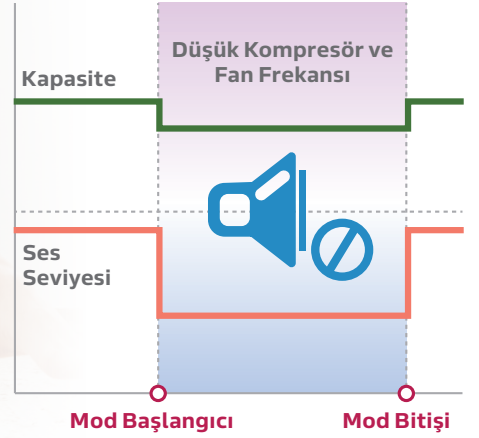 Düşük Kompresör ve
Fan Frekansı
Kapasite
Ses
Seviyesi
Mod Başlangıcı
Mod Bitişi